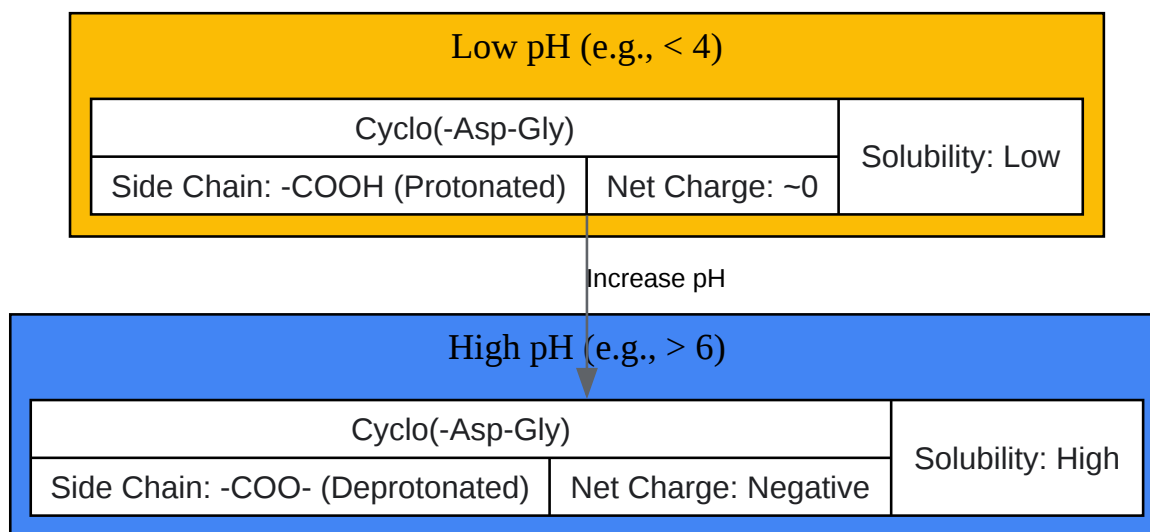 Low pH (e.g., < 4)
Cyclo(-Asp-Gly)
Solubility: Low
Side Chain: -COOH (Protonated)
Net Charge: ~0
Increase pH
High pH (e.g., > 6)
Cyclo(-Asp-Gly)
Solubility: High
Side Chain: -COO- (Deprotonated)
Net Charge: Negative